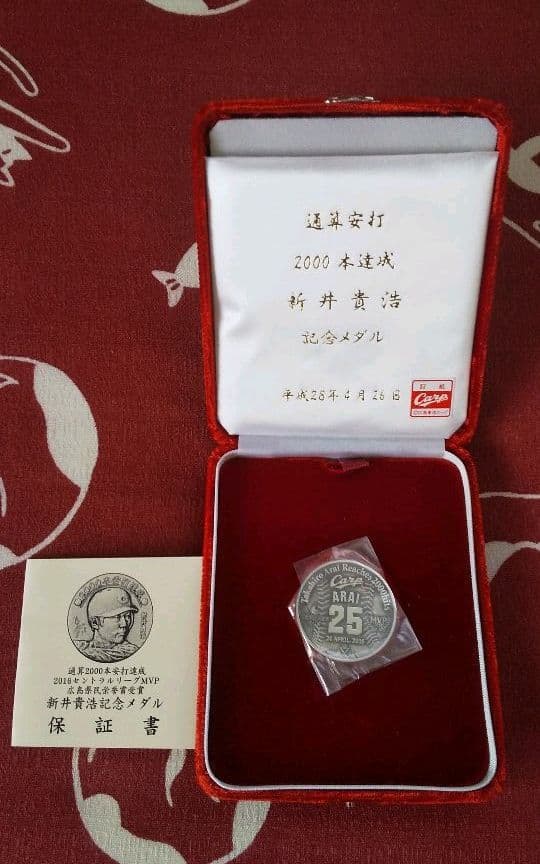 通算安打
2000本達成
新井貴浩
記念メダル
平成28年4月26日
証紙
Carp
Takahiro Arai Reaches 2000hits
Carp
ARAI
25
MVP
26 APRIL, 2016
通算2000本安打達成
2016セントラルリーグMVP
広島県民栄誉賞受賞
新井貴浩記念メダル
保証書